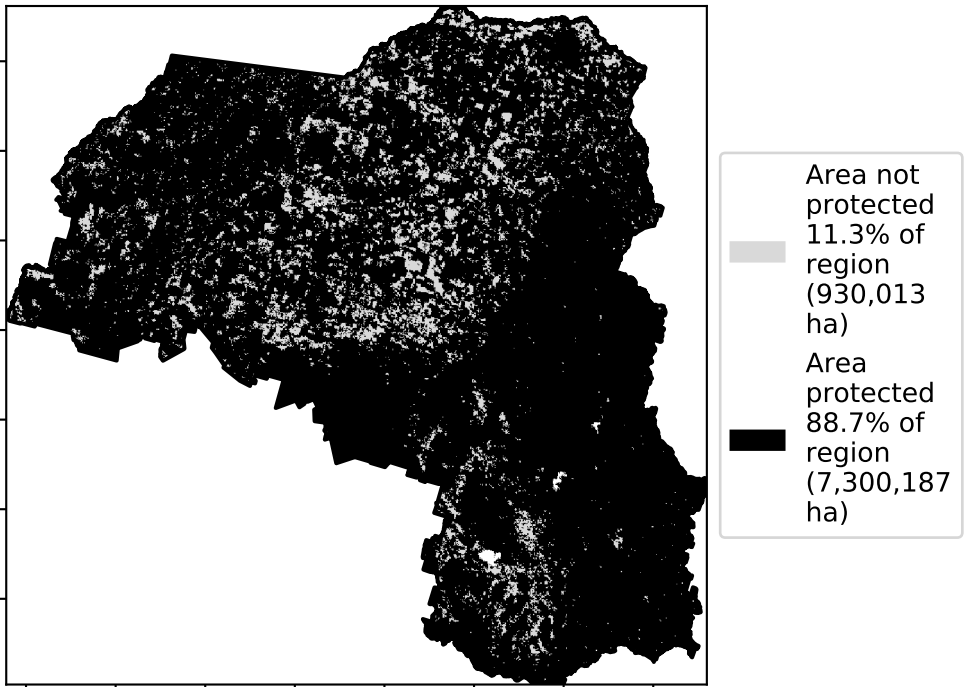 Area not
protected
11.3% of
region
(930,013
ha)
Area
protected
88.7% of
region
(7,300,187
ha)